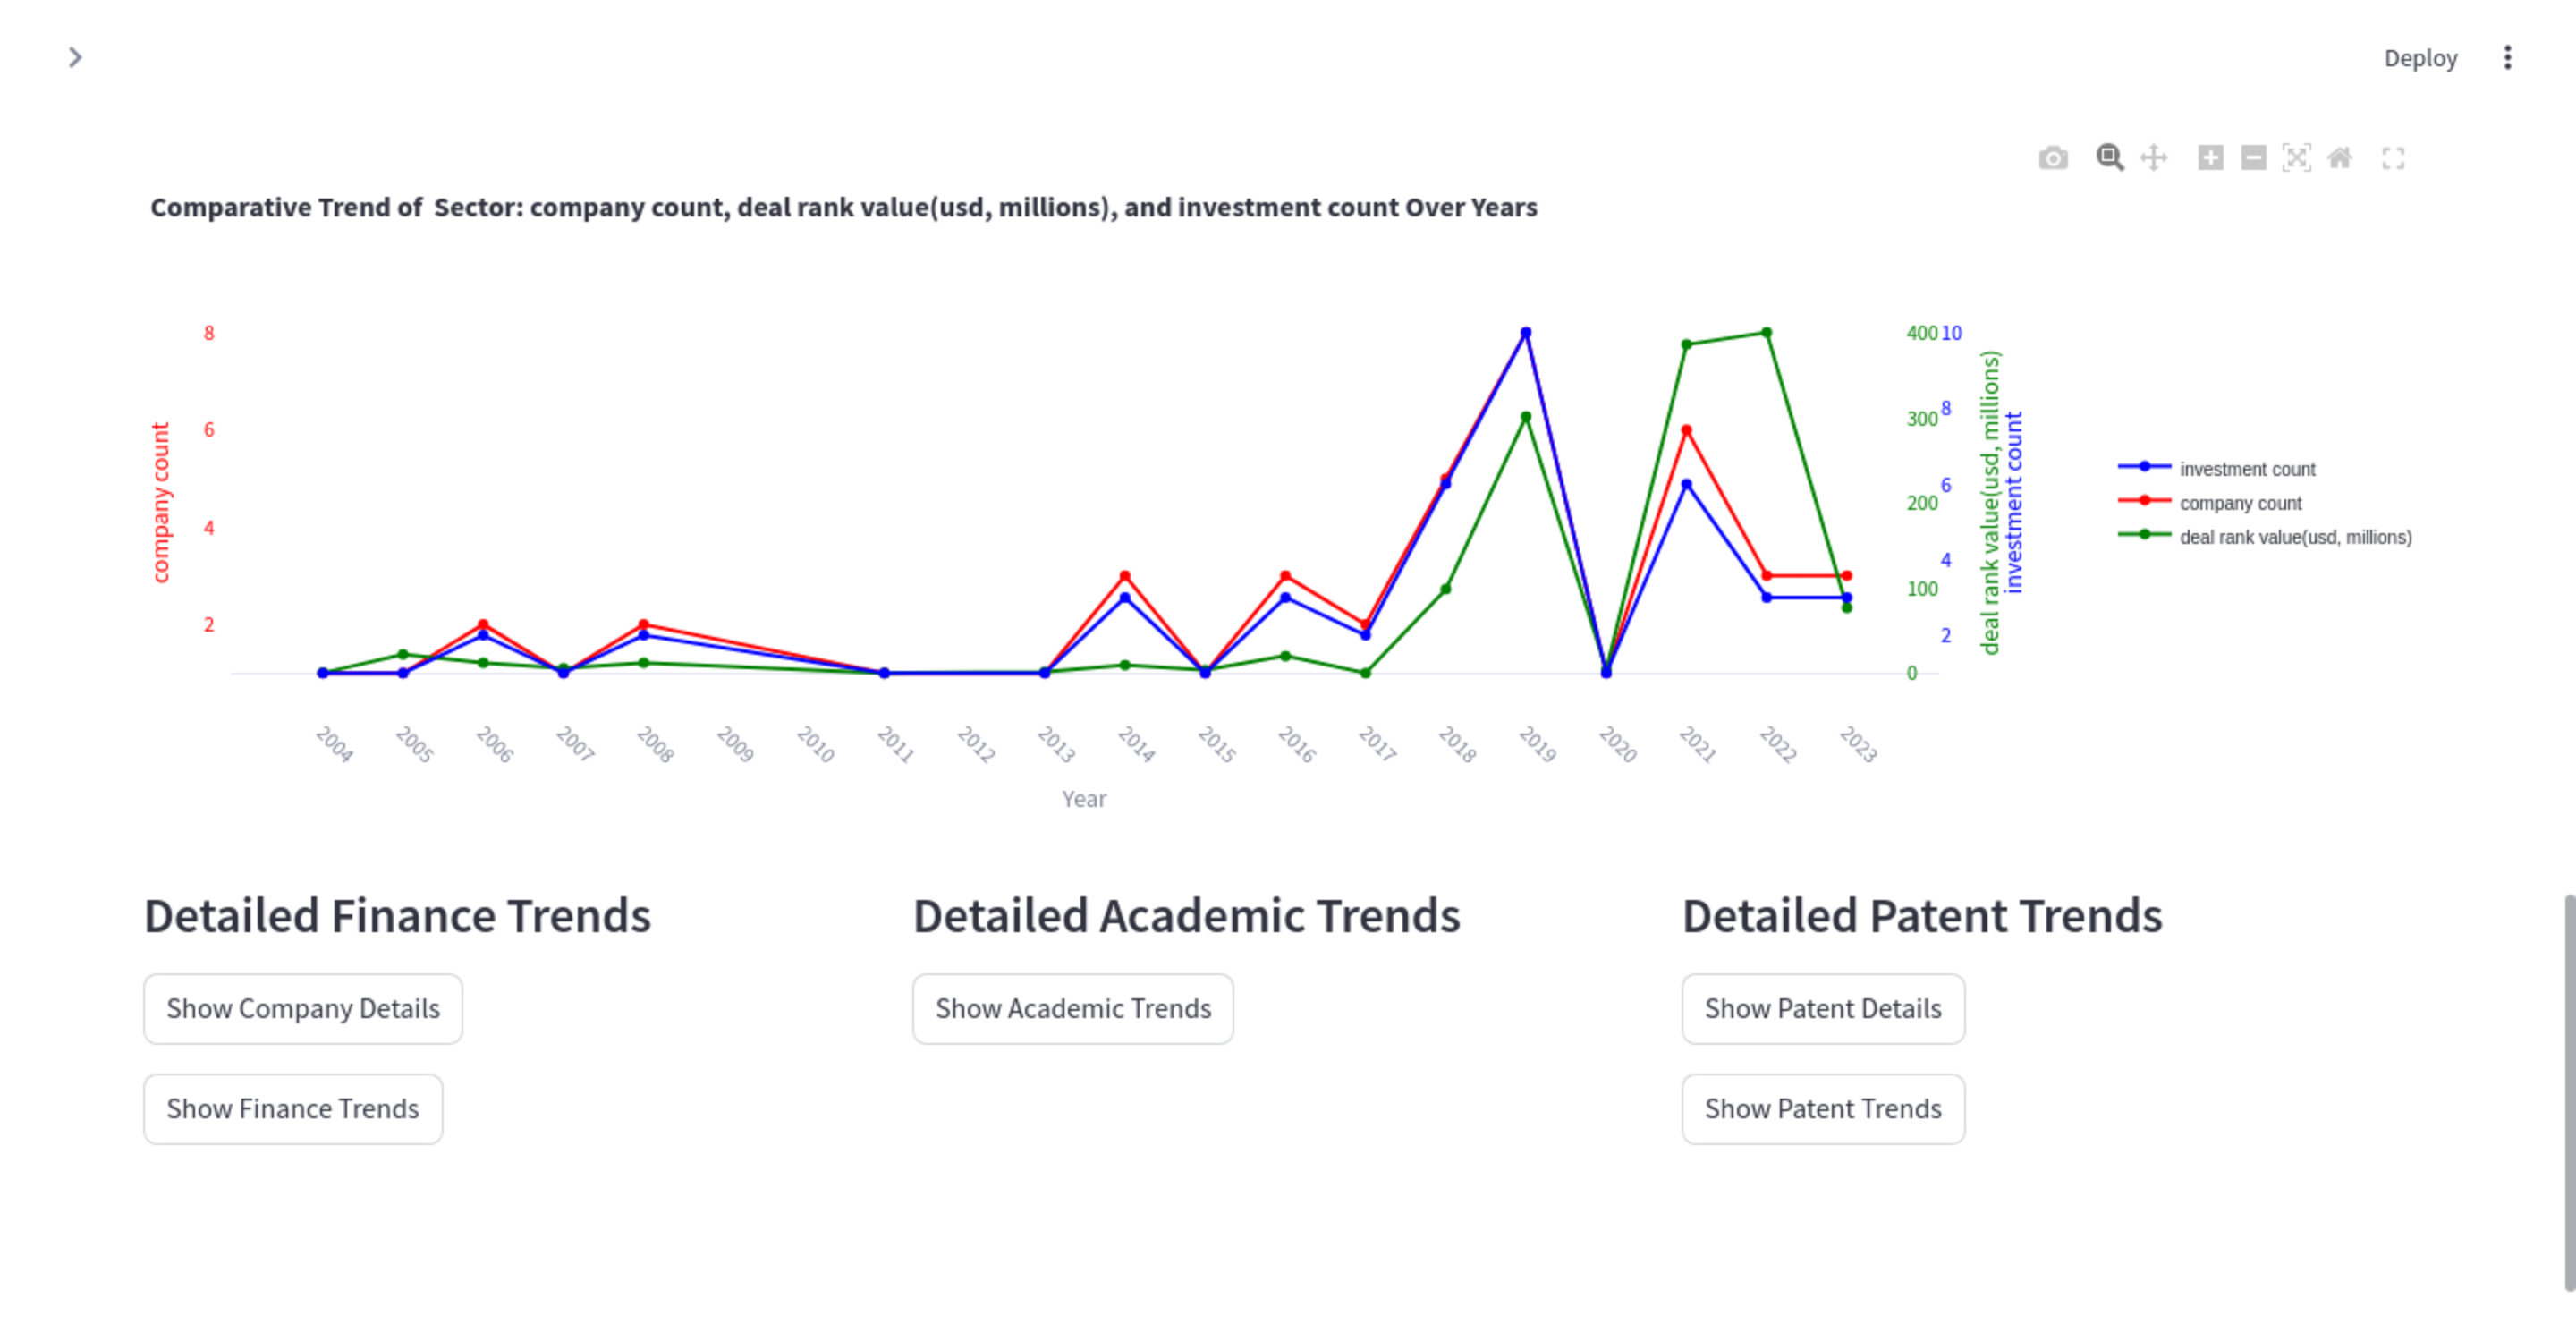 Deploy
Comparative Trend of  Sector: company count, deal rank value(usd, millions), and investment count Over Years
8
6
4
2
company count
400
300
200
100
0
deal rank value(usd, millions)
10
8
6
4
2
investment count
investment count
company count
deal rank value(usd, millions)
2004
2005
2006
2007
2008
2009
2010
2011
2012
2013
2014
2015
2016
2017
2018
2019
2020
2021
2022
2023
Year
Detailed Finance Trends
Show Company Details
Show Finance Trends
Detailed Academic Trends
Show Academic Trends
Detailed Patent Trends
Show Patent Details
Show Patent Trends